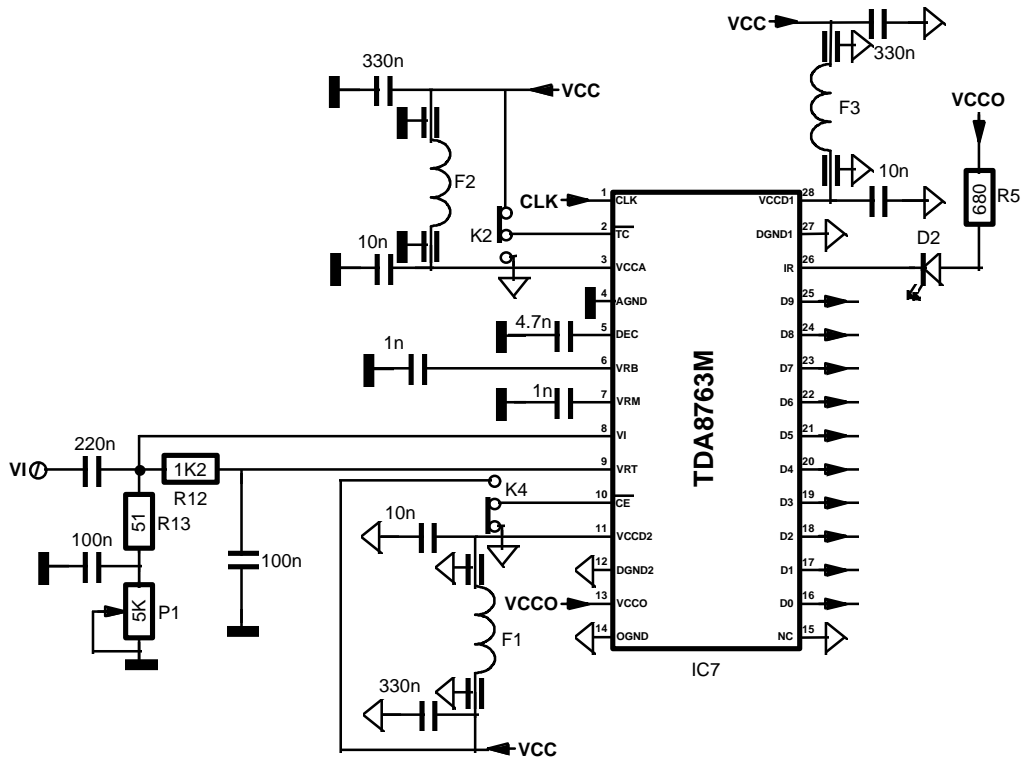 VCC
330n
330n
VCC
VCCO
F3
F2
10n
680
R5
CLK
1
CLK
VCCD1
28
K2
2
TC
DGND1
27
D2
10n
3
VCCA
IR
26
4
AGND
D9
25
4.7n
5
DEC
D8
24
1n
6
VRB
D7
23
1n
7
VRM
D6
22
TDA8763M
220n
8
VI
D5
21
VI
1K2
9
VRT
D4
20
R12
K4
10
CE
D3
19
51
R13
10n
11
VCCD2
D2
18
100n
100n
12
DGND2
D1
17
5K
P1
VCCO
13
VCCO
D0
16
F1
14
OGND
NC
15
IC7
330n
VCC